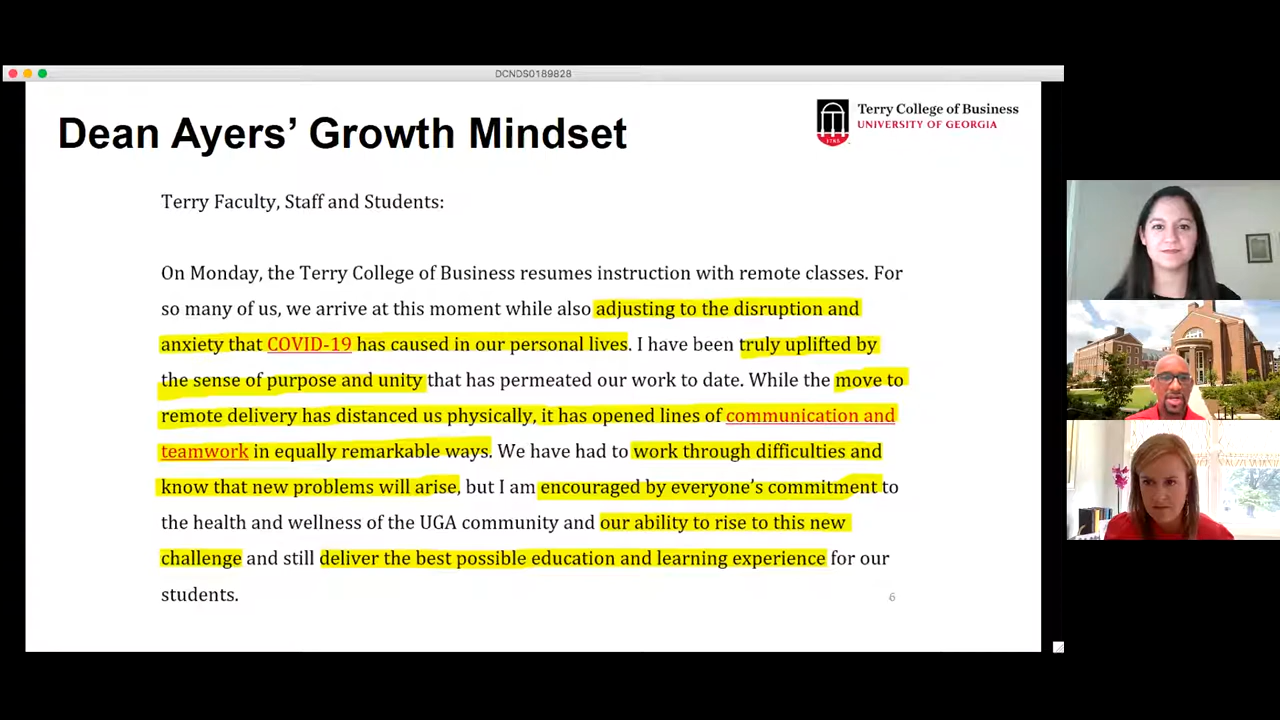 DCNDS0189828
Dean Ayers’ Growth Mindset
Terry College of Business
UNIVERSITY OF GEORGIA
Terry Faculty, Staff and Students:
On Monday, the Terry College of Business resumes instruction with remote classes. For
so many of us, we arrive at this moment while also adjusting to the disruption and
anxiety that COVID-19 has caused in our personal lives. I have been truly uplifted by
the sense of purpose and unity that has permeated our work to date. While the move to
remote delivery has distanced us physically, it has opened lines of communication and
teamwork in equally remarkable ways. We have had to work through difficulties and
know that new problems will arise, but I am encouraged by everyone’s commitment to
the health and wellness of the UGA community and our ability to rise to this new
challenge and still deliver the best possible education and learning experience for our
students.
6